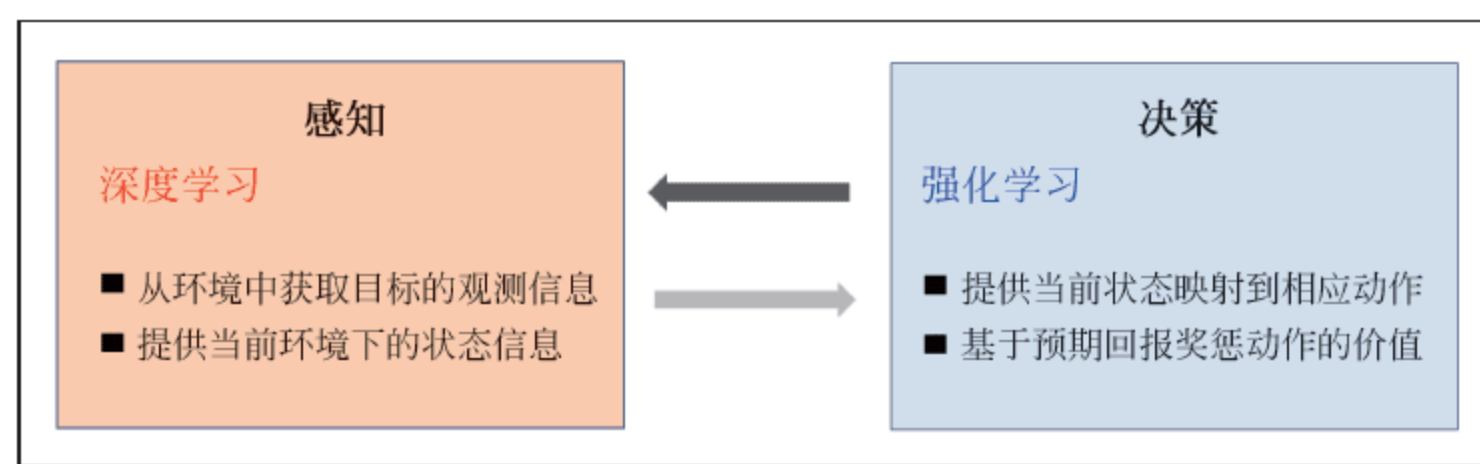 感知
深度学习
■ 从环境中获取目标的观测信息
■ 提供当前环境下的状态信息
决策
强化学习
■ 提供当前状态映射到相应动作
■ 基于预期回报奖惩动作的价值